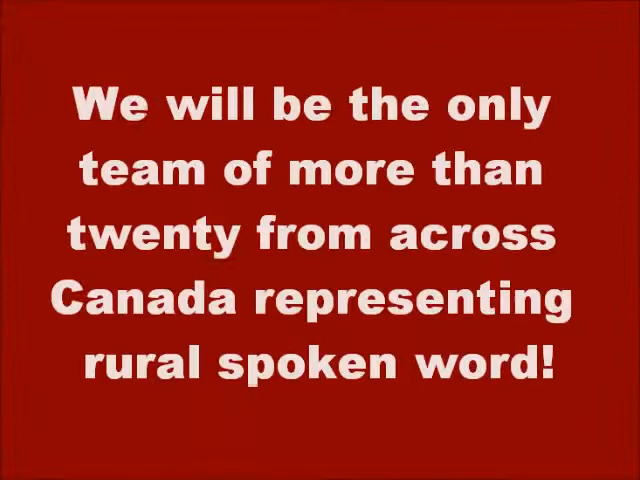 We will be the only
team of more than
twenty from across
Canada representing
rural spoken word!